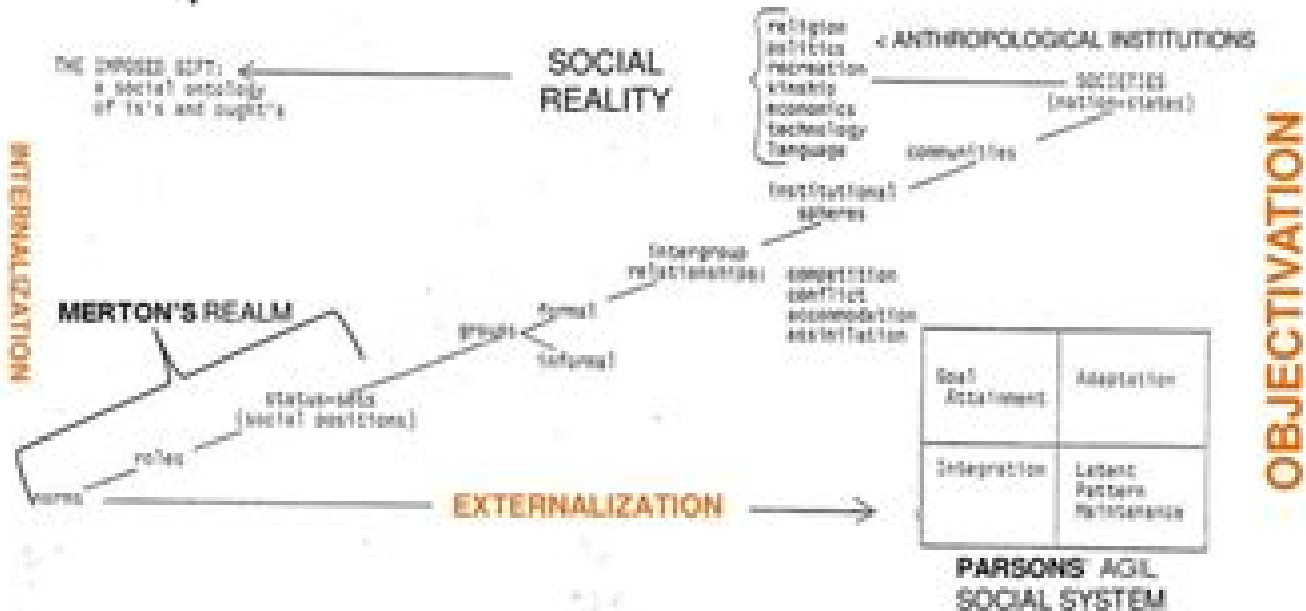 THE IMPOSED GIFT:
a social ontology
of is's and ought's
SOCIAL
REALITY
religion
politics
recreation
kinship
economics
technology
language
< ANTHROPOLOGICAL INSTITUTIONS
SOCIETIES
(nation-states)
communities
institutional
spheres
intergroup
relationships:
competition
conflict
accommodation
assimilation
INTERNALIZATION
OBJECTIVATION
MERTON'S REALM
groups
formal
informal
status-sets
(social positions)
roles
norms
EXTERNALIZATION
Goal
Attainment
Adaptation
Integration
Latent
Pattern
Maintenance
PARSONS' AGIL
SOCIAL SYSTEM